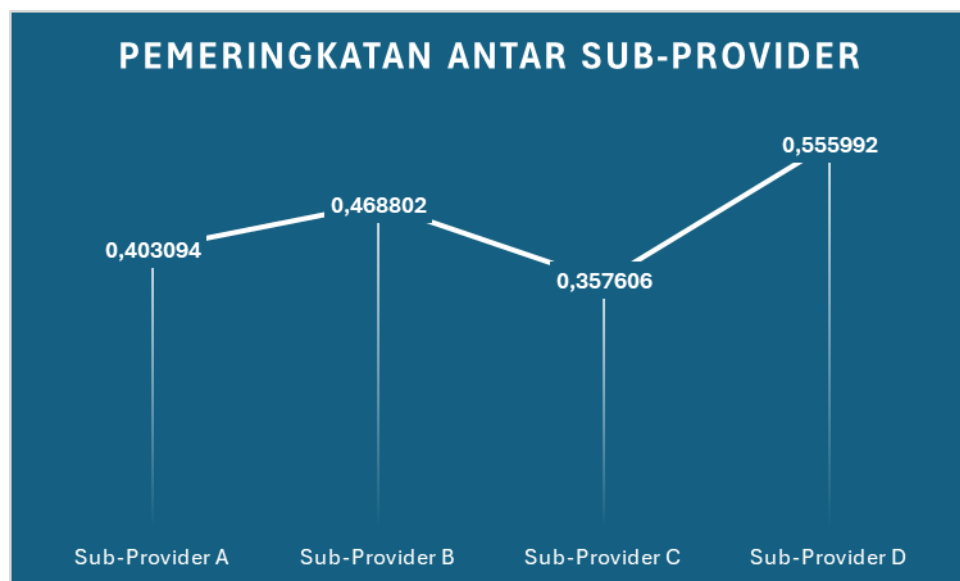 PEMERINGKATAN ANTAR SUB-PROVIDER
0,403094
0,468802
0,357606
0,555992
Sub-Provider A
Sub-Provider B
Sub-Provider C
Sub-Provider D